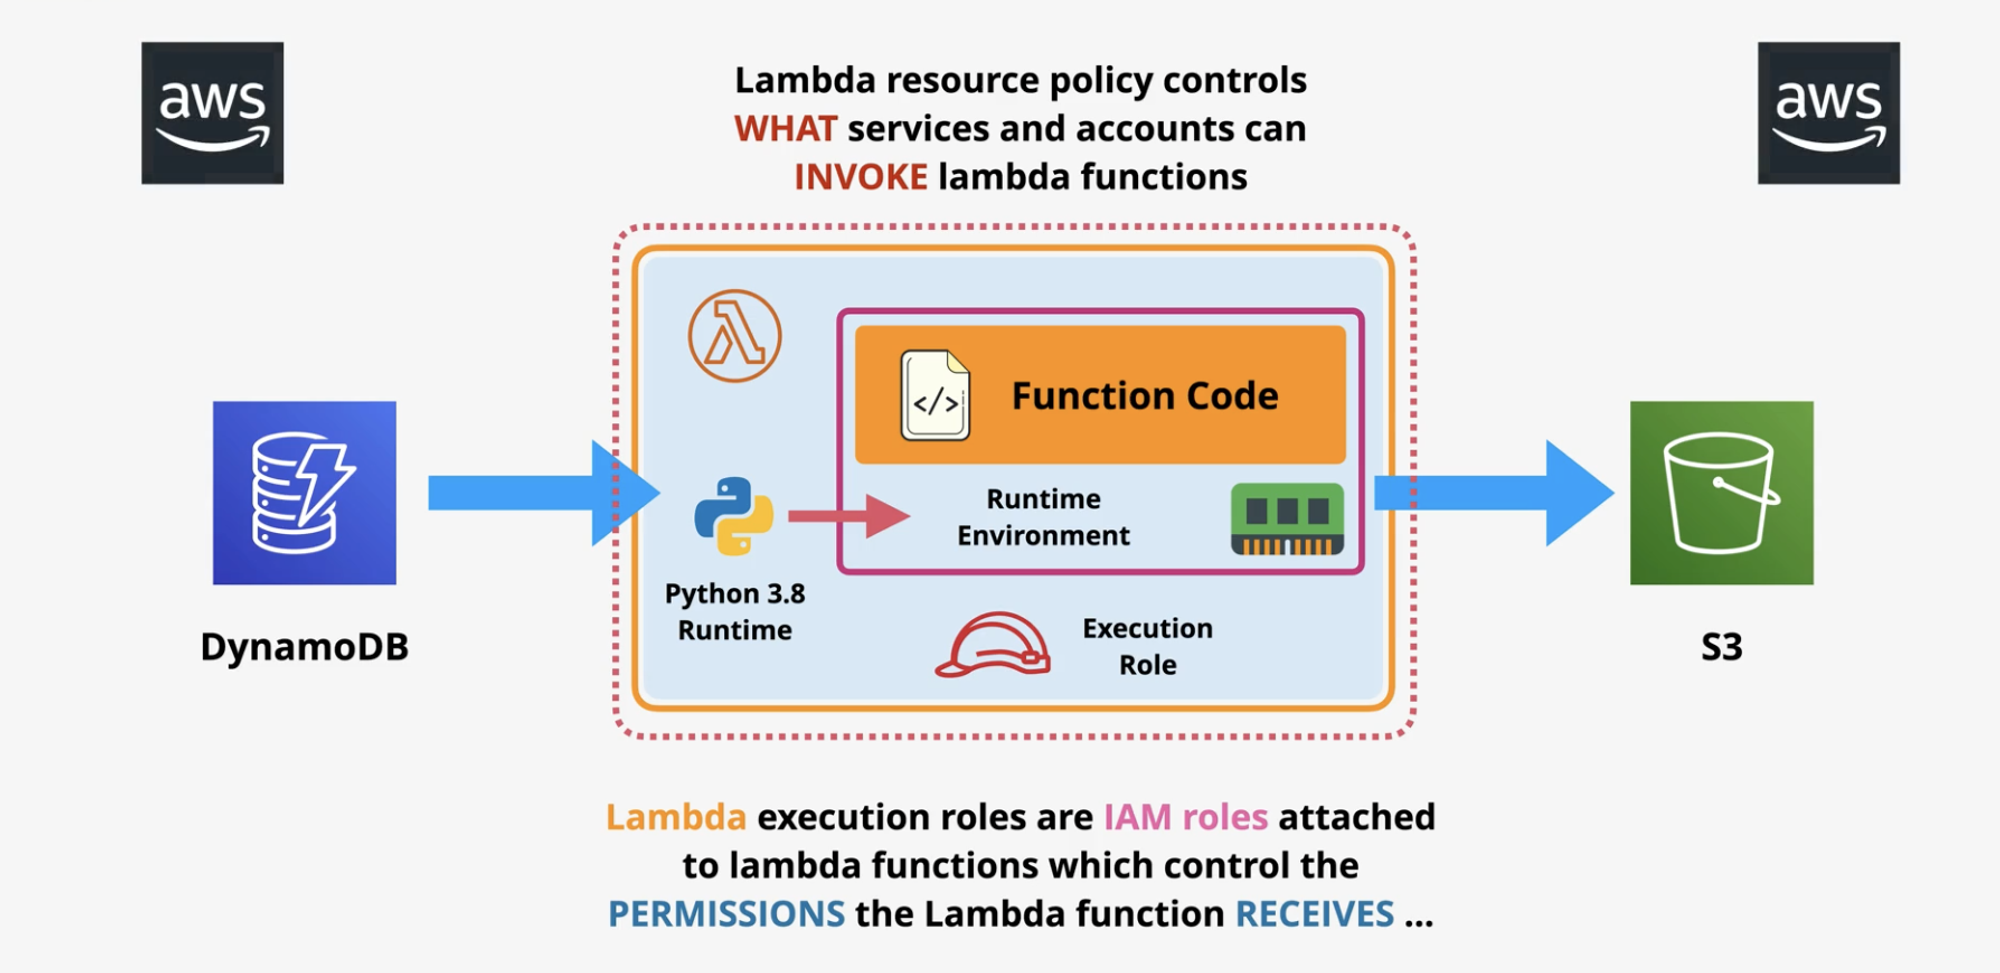 aws
aws
Lambda resource policy controls
WHAT services and accounts can
INVOKE lambda functions
</>
Function Code
Runtime
Environment
Python 3.8
Runtime
Execution
Role
DynamoDB
S3
Lambda execution roles are IAM roles attached
to lambda functions which control the
PERMISSIONS the Lambda function RECEIVES ...